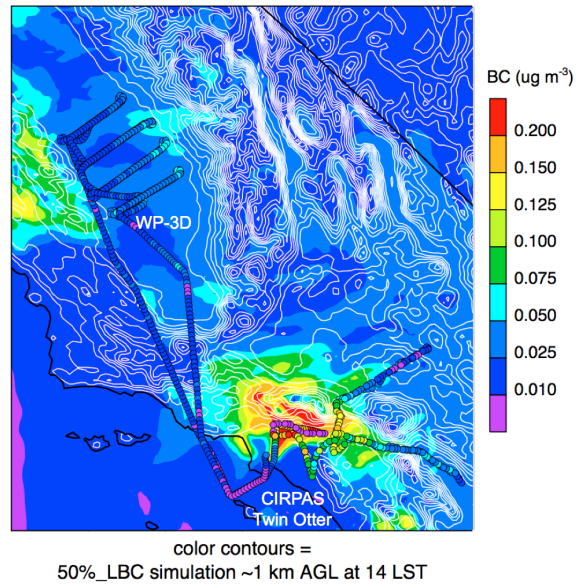 BC (ug m-3)
0.200
0.150
0.125
0.100
0.075
0.050
0.025
0.010
WP-3D
CIRPAS
Twin Otter
color contours =
50%_LBC simulation ~1 km AGL at 14 LST